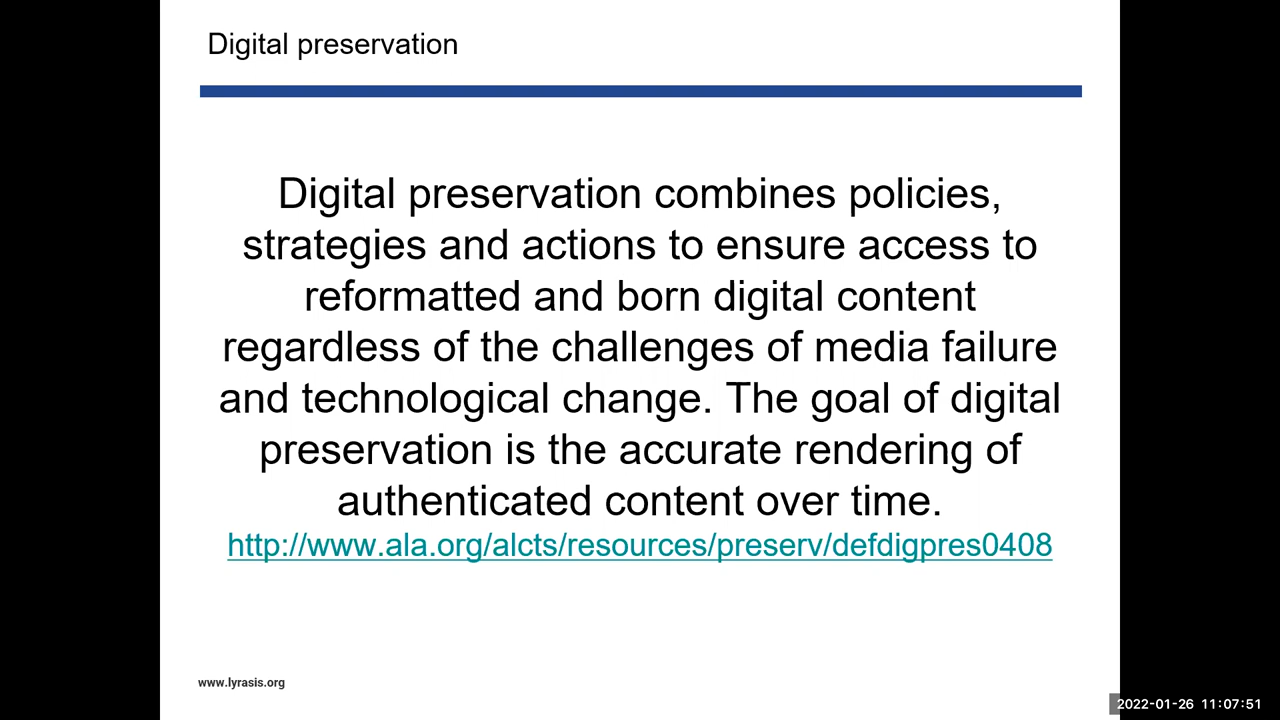 Digital preservation
Digital preservation combines policies,
strategies and actions to ensure access to
reformatted and born digital content
regardless of the challenges of media failure
and technological change. The goal of digital
preservation is the accurate rendering of
authenticated content over time.
http://www.ala.org/alcts/resources/preserv/defdigpres0408
www.lyrasis.org
2022-01-26 11:07:51